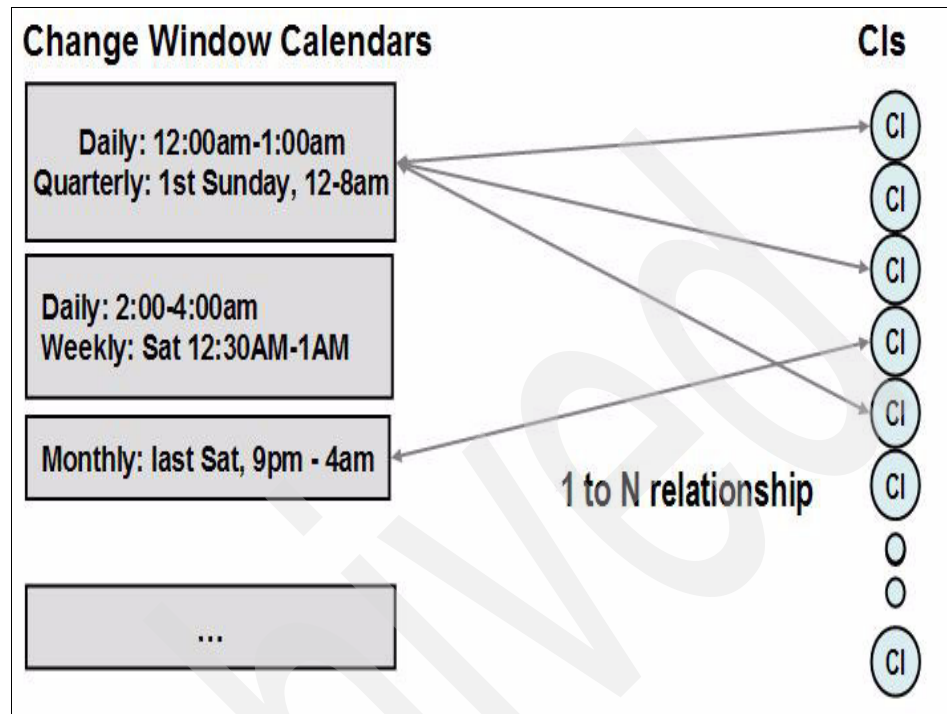 Change Window Calendars
CIs
Daily: 12:00am-1:00am
Quarterly: 1st Sunday, 12-8am
Daily: 2:00-4:00am
Weekly: Sat 12:30AM-1AM
Monthly: last Sat, 9pm - 4am
...
CI
CI
CI
CI
CI
CI
CI
1 to N relationship